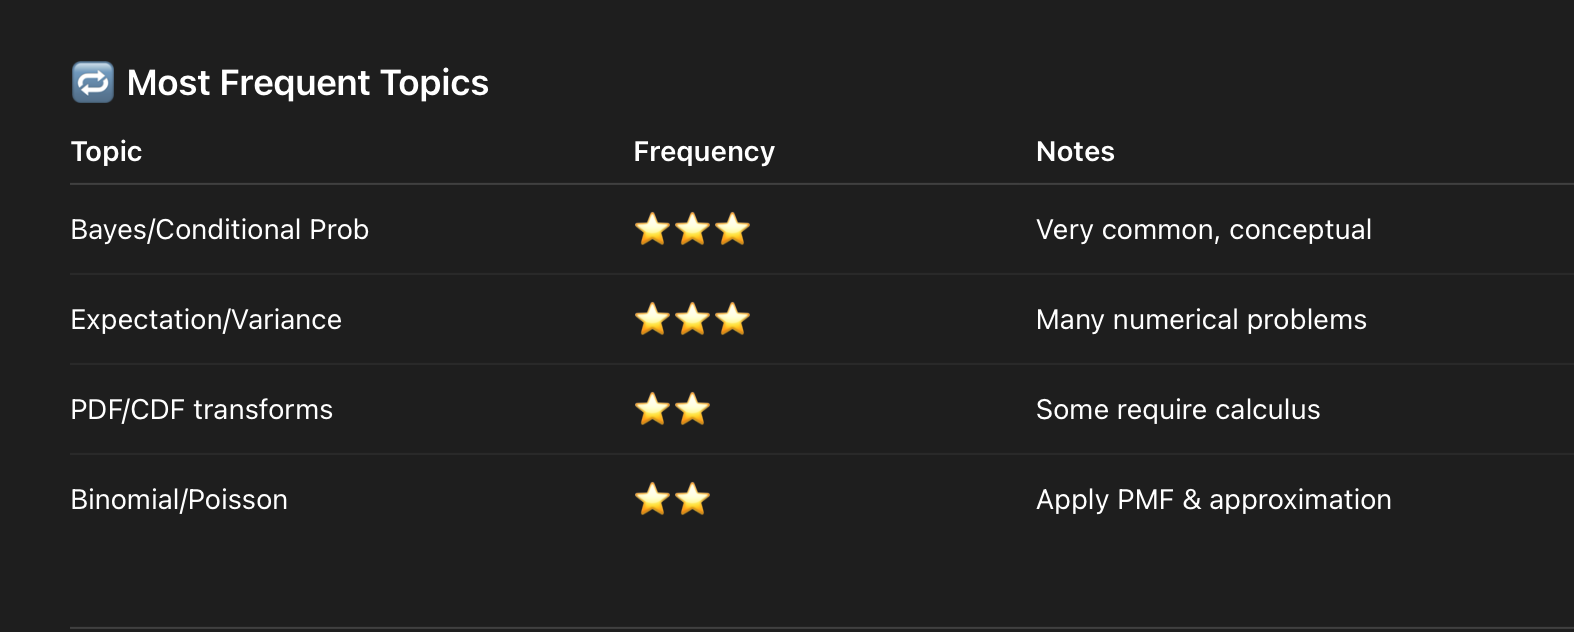 🔁 Most Frequent Topics
Topic Frequency Notes
Bayes/Conditional Prob ⭐⭐⭐ Very common, conceptual
Expectation/Variance ⭐⭐⭐ Many numerical problems
PDF/CDF transforms ⭐⭐ Some require calculus
Binomial/Poisson ⭐⭐ Apply PMF & approximation